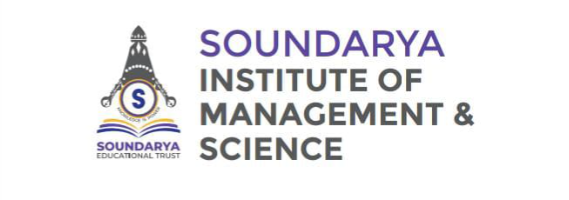 S
SOUNDARYA
EDUCATIONAL TRUST
SOUNDARYA
INSTITUTE OF
MANAGEMENT &
SCIENCE